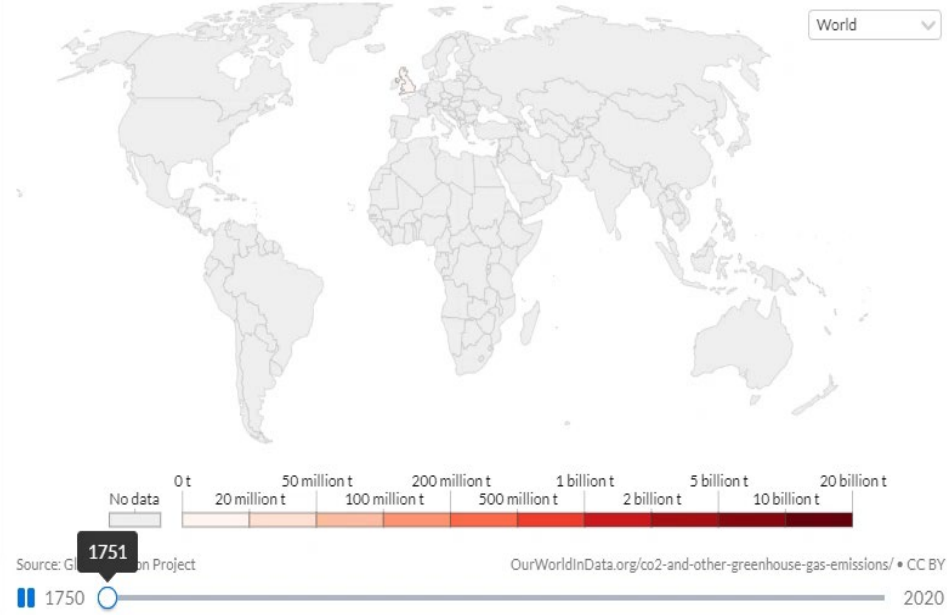 World
0 t 50 million t 200 million t 1 billion t 5 billion t 20 billion t
No data 20 million t 100 million t 500 million t 2 billion t 10 billion t
1751
Source: Gl on Project OurWorldInData.org/co2-and-other-greenhouse-gas-emissions/ • CC BY
1750 2020